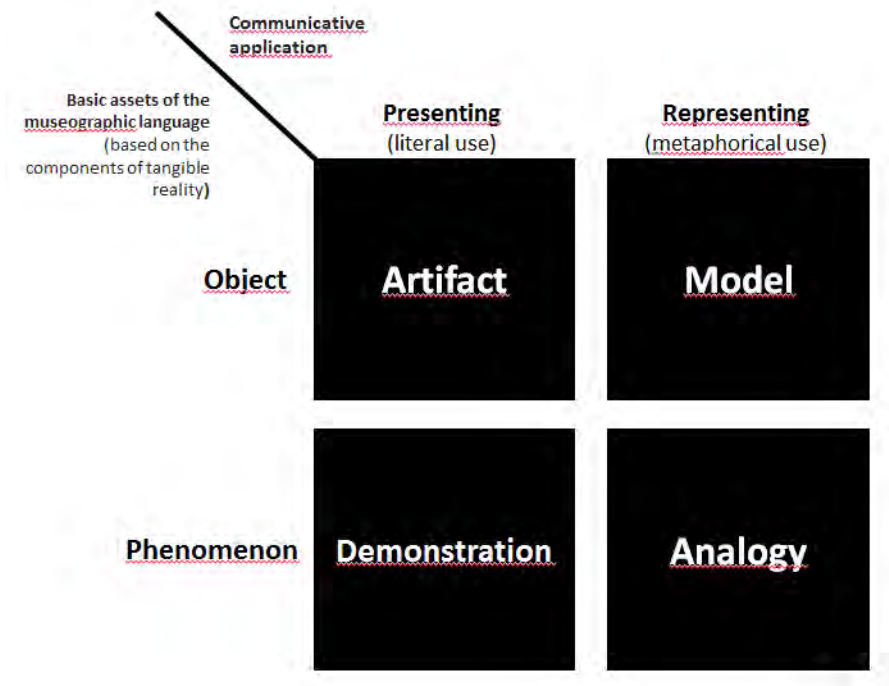 Communicative
application
Basic assets of the
museographic language
(based on the
components of tangible
reality)
Presenting
(literal use)
Representing
(metaphorical use)
Object
Artifact
Model
Phenomenon
Demonstration
Analogy